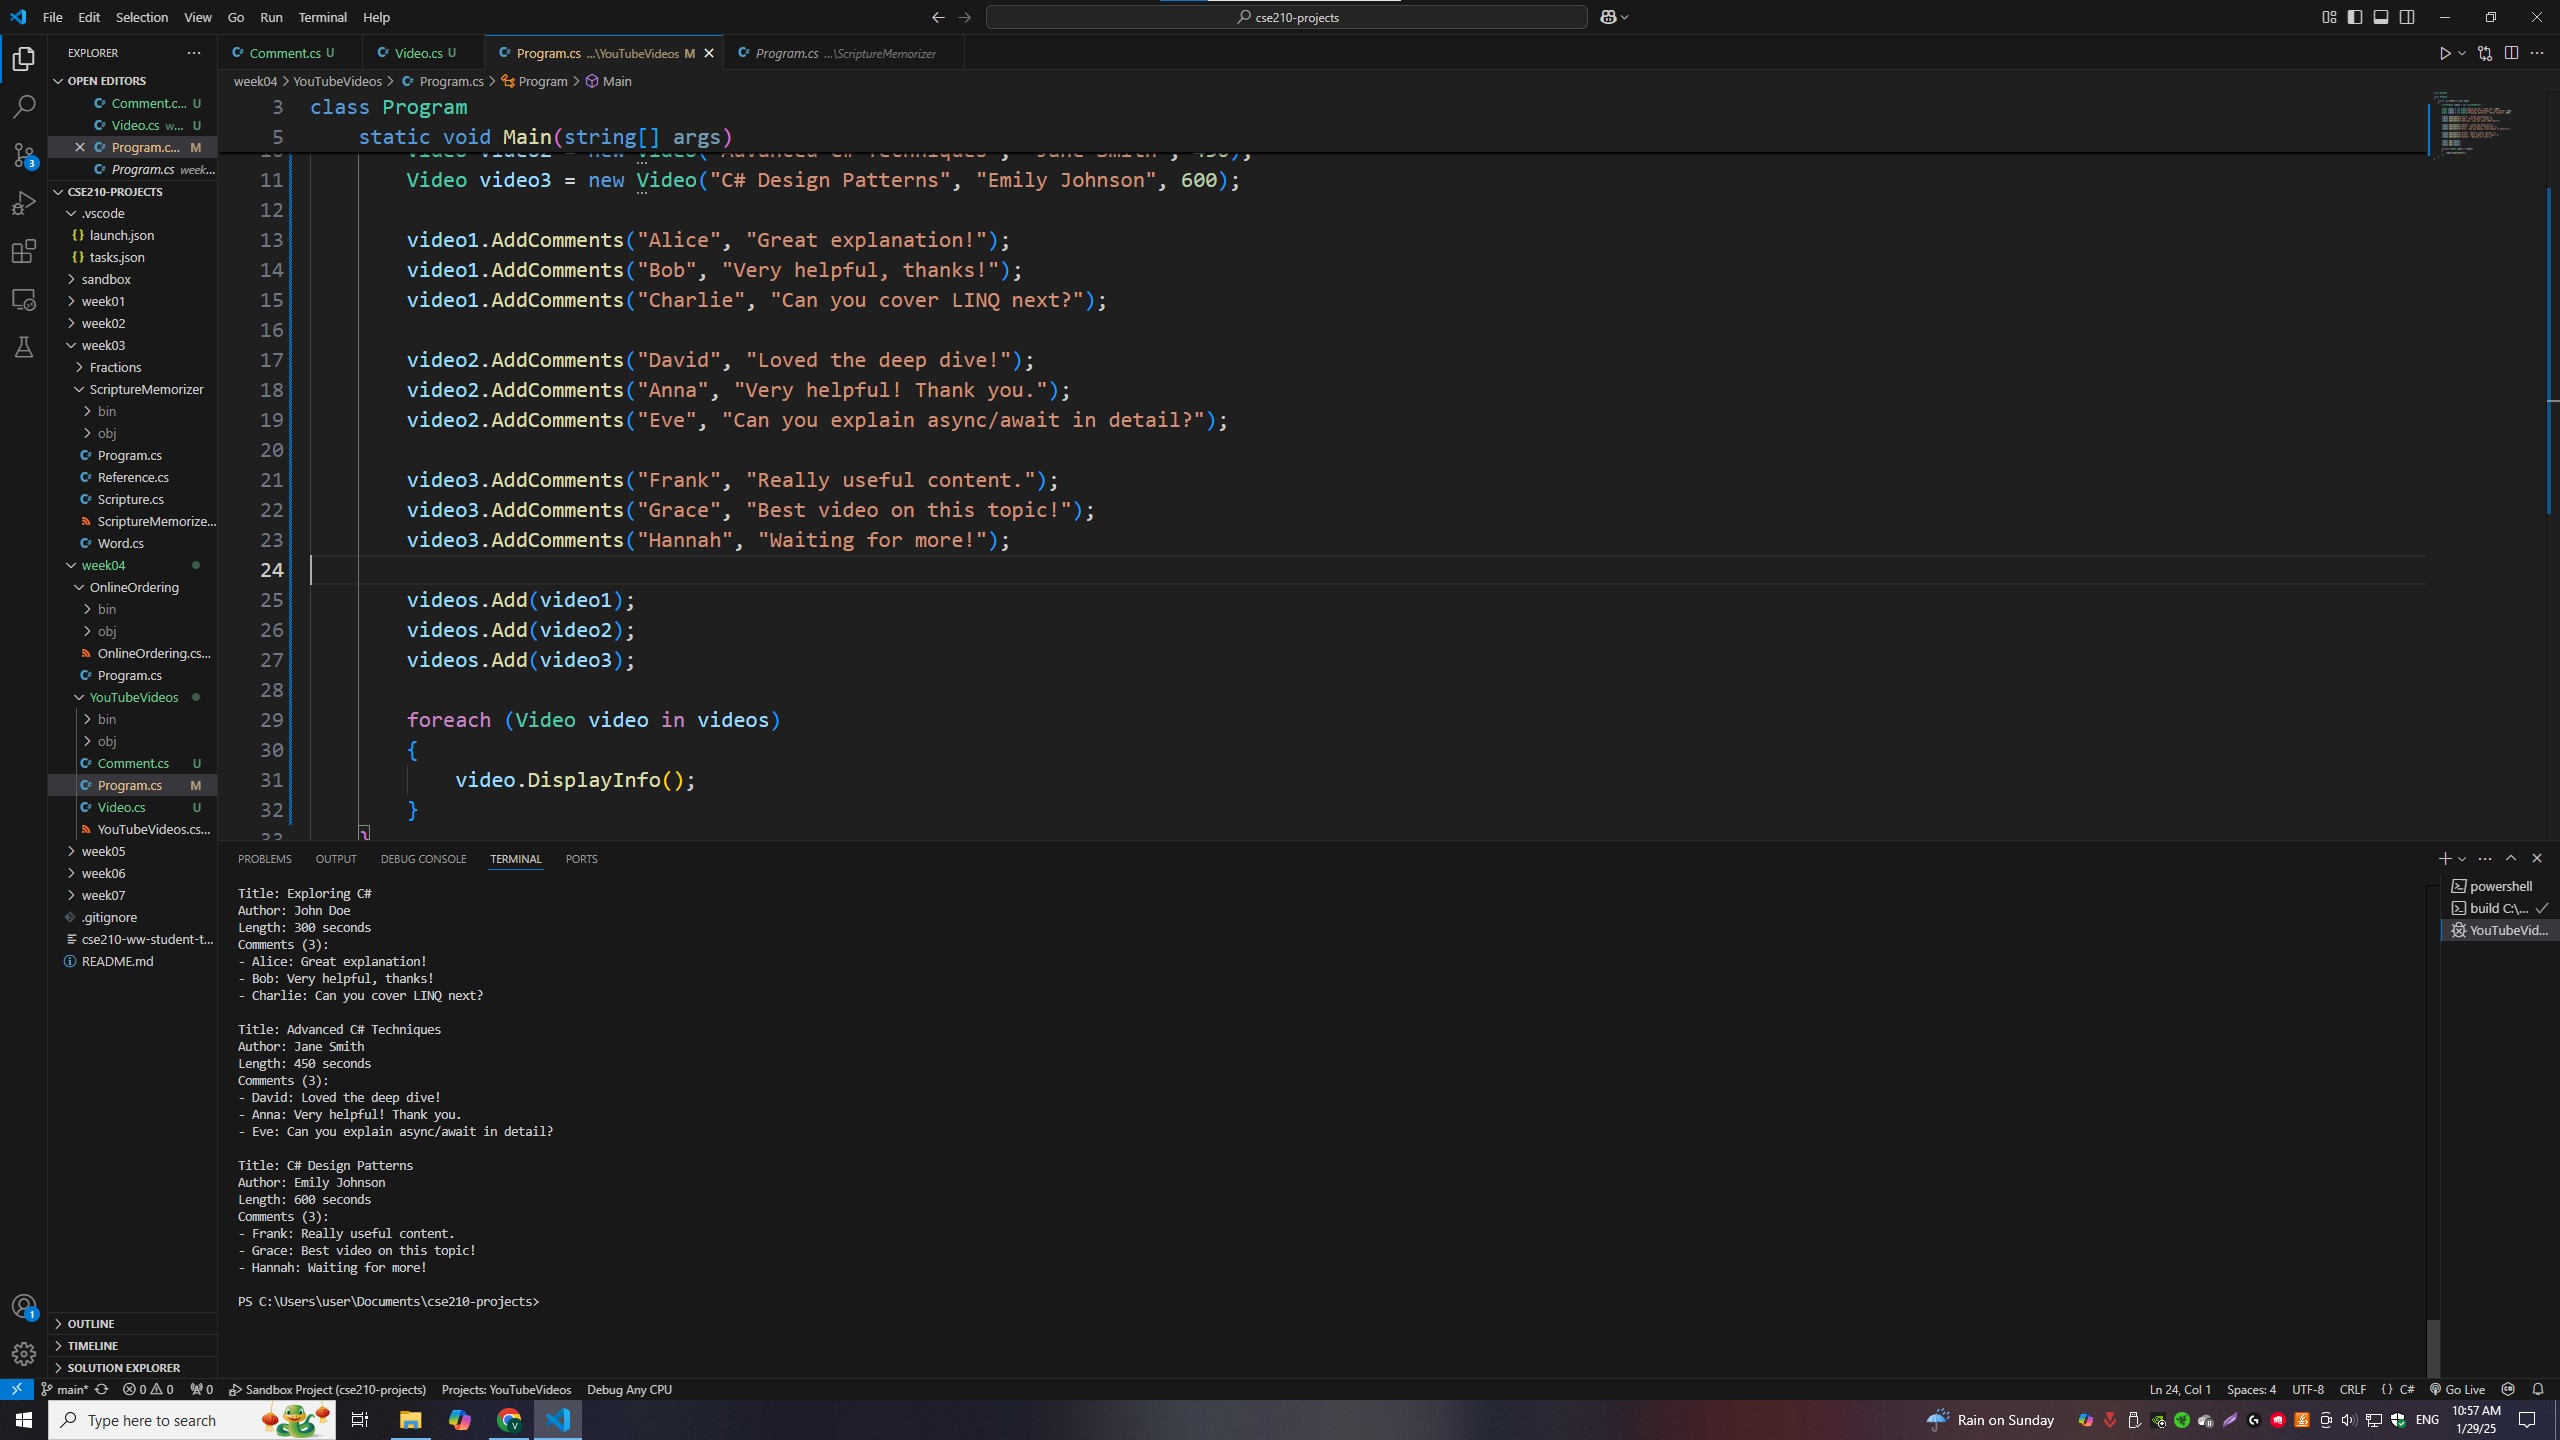 File Edit Selection View Go Run Terminal Help
cse210-projects
EXPLORER
OPEN EDITORS
Comment.c... U
Video.cs w... U
Program.c... M
Program.cs week...
CSE210-PROJECTS
.vscode
launch.json
tasks.json
sandbox
week01
week02
week03
Fractions
ScriptureMemorizer
bin
obj
Program.cs
Reference.cs
Scripture.cs
ScriptureMemorize...
Word.cs
week04
OnlineOrdering
bin
obj
OnlineOrdering.cs...
Program.cs
YouTubeVideos
bin
obj
Comment.cs U
Program.cs M
Video.cs U
YouTubeVideos.cs...
week05
week06
week07
.gitignore
cse210-ww-student-t...
README.md
OUTLINE
TIMELINE
SOLUTION EXPLORER
3
1
Comment.cs U Video.cs U Program.cs ...\YouTubeVideos M Program.cs ...\ScriptureMemorizer
week04 > YouTubeVideos > Program.cs > Program > Main
3 class Program
5 static void Main(string[] args)
10 Video video2 = new Video("Advanced C# Techniques", "Jane Smith", 450);
11 Video video3 = new Video("C# Design Patterns", "Emily Johnson", 600);
12
13 video1.AddComments("Alice", "Great explanation!");
14 video1.AddComments("Bob", "Very helpful, thanks!");
15 video1.AddComments("Charlie", "Can you cover LINQ next?");
16
17 video2.AddComments("David", "Loved the deep dive!");
18 video2.AddComments("Anna", "Very helpful! Thank you.");
19 video2.AddComments("Eve", "Can you explain async/await in detail?");
20
21 video3.AddComments("Frank", "Really useful content.");
22 video3.AddComments("Grace", "Best video on this topic!");
23 video3.AddComments("Hannah", "Waiting for more!");
24
25 videos.Add(video1);
26 videos.Add(video2);
27 videos.Add(video3);
28
29 foreach (Video video in videos)
30 {
31 video.DisplayInfo();
32 }
33 }
PROBLEMS OUTPUT DEBUG CONSOLE TERMINAL PORTS
Title: Exploring C#
Author: John Doe
Length: 300 seconds
Comments (3):
- Alice: Great explanation!
- Bob: Very helpful, thanks!
- Charlie: Can you cover LINQ next?
Title: Advanced C# Techniques
Author: Jane Smith
Length: 450 seconds
Comments (3):
- David: Loved the deep dive!
- Anna: Very helpful! Thank you.
- Eve: Can you explain async/await in detail?
Title: C# Design Patterns
Author: Emily Johnson
Length: 600 seconds
Comments (3):
- Frank: Really useful content.
- Grace: Best video on this topic!
- Hannah: Waiting for more!
PS C:\Users\user\Documents\cse210-projects>
powershell
build C:\...
YouTubeVid...
main* 0 0 0 Sandbox Project (cse210-projects) Projects: YouTubeVideos Debug Any CPU
Ln 24, Col 1 Spaces: 4 UTF-8 CRLF {} C# Go Live
Type here to search
Rain on Sunday
ENG
10:57 AM
1/29/25